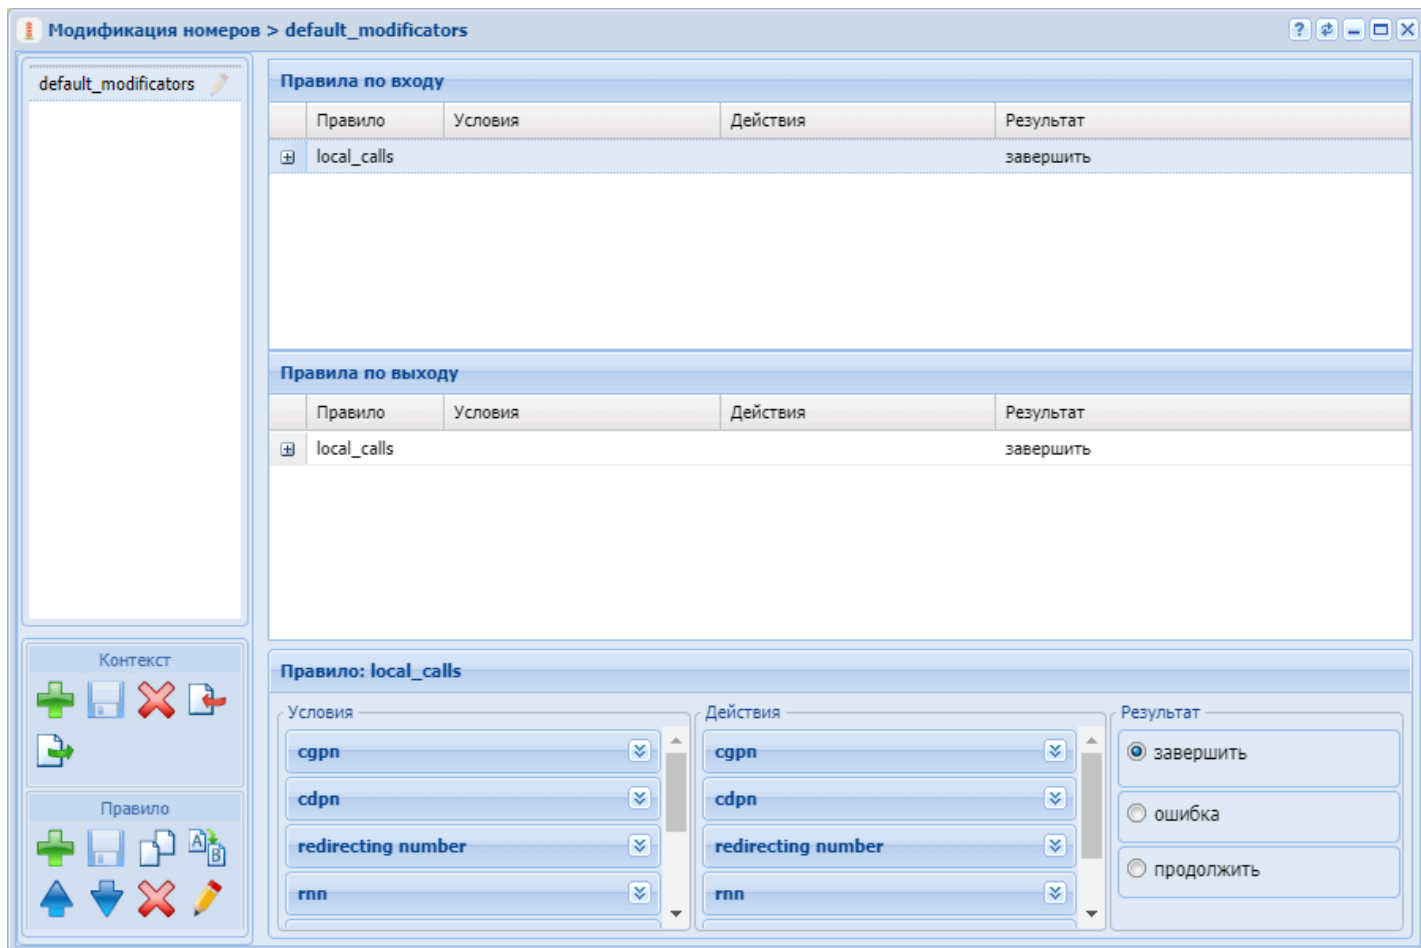 Модификация номеров > default_modificators
default_modificators
Правила по входу
Правило Условия Действия Результат
local_calls завершить
Правила по выходу
Правило Условия Действия Результат
local_calls завершить
Контекст
Правило
Правило: local_calls
Условия
cgpn
cdpn
redirecting number
rnn
Действия
cgpn
cdpn
redirecting number
rnn
Результат
завершить
ошибка
продолжить